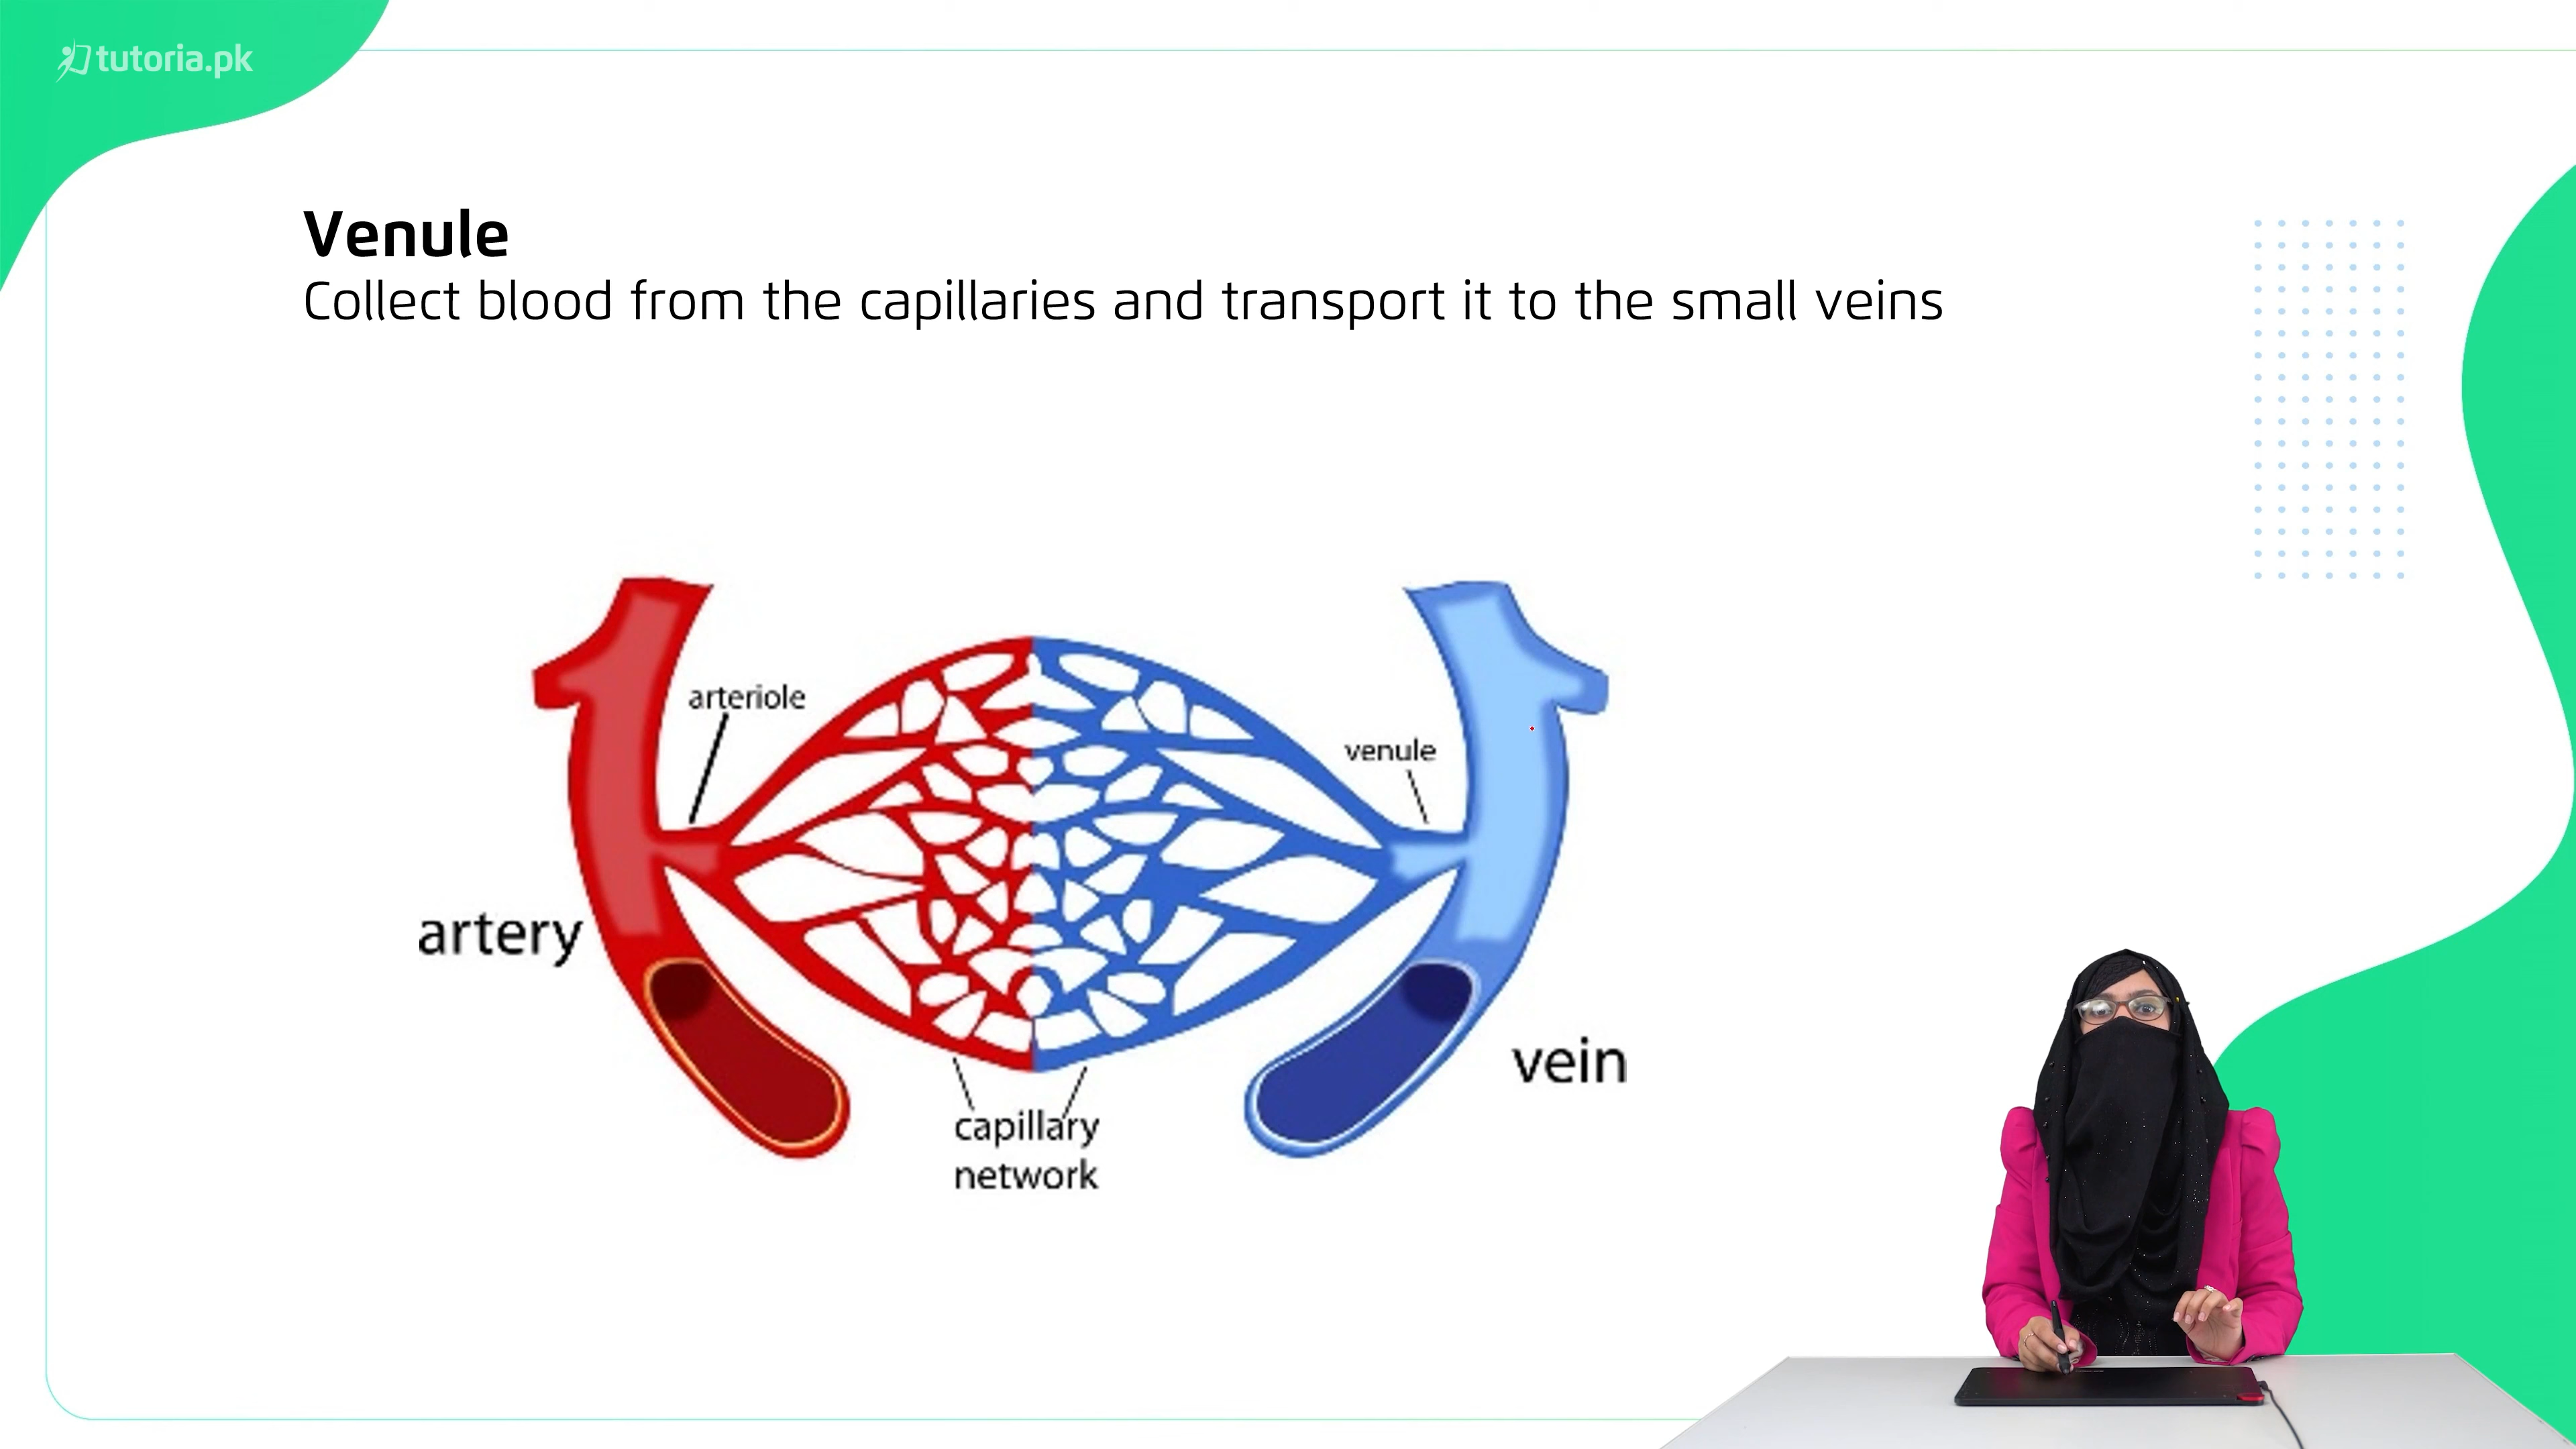 tutoria.pk
Venule
Collect blood from the capillaries and transport it to the small veins
arteriole
venule
artery
vein
capillary
network